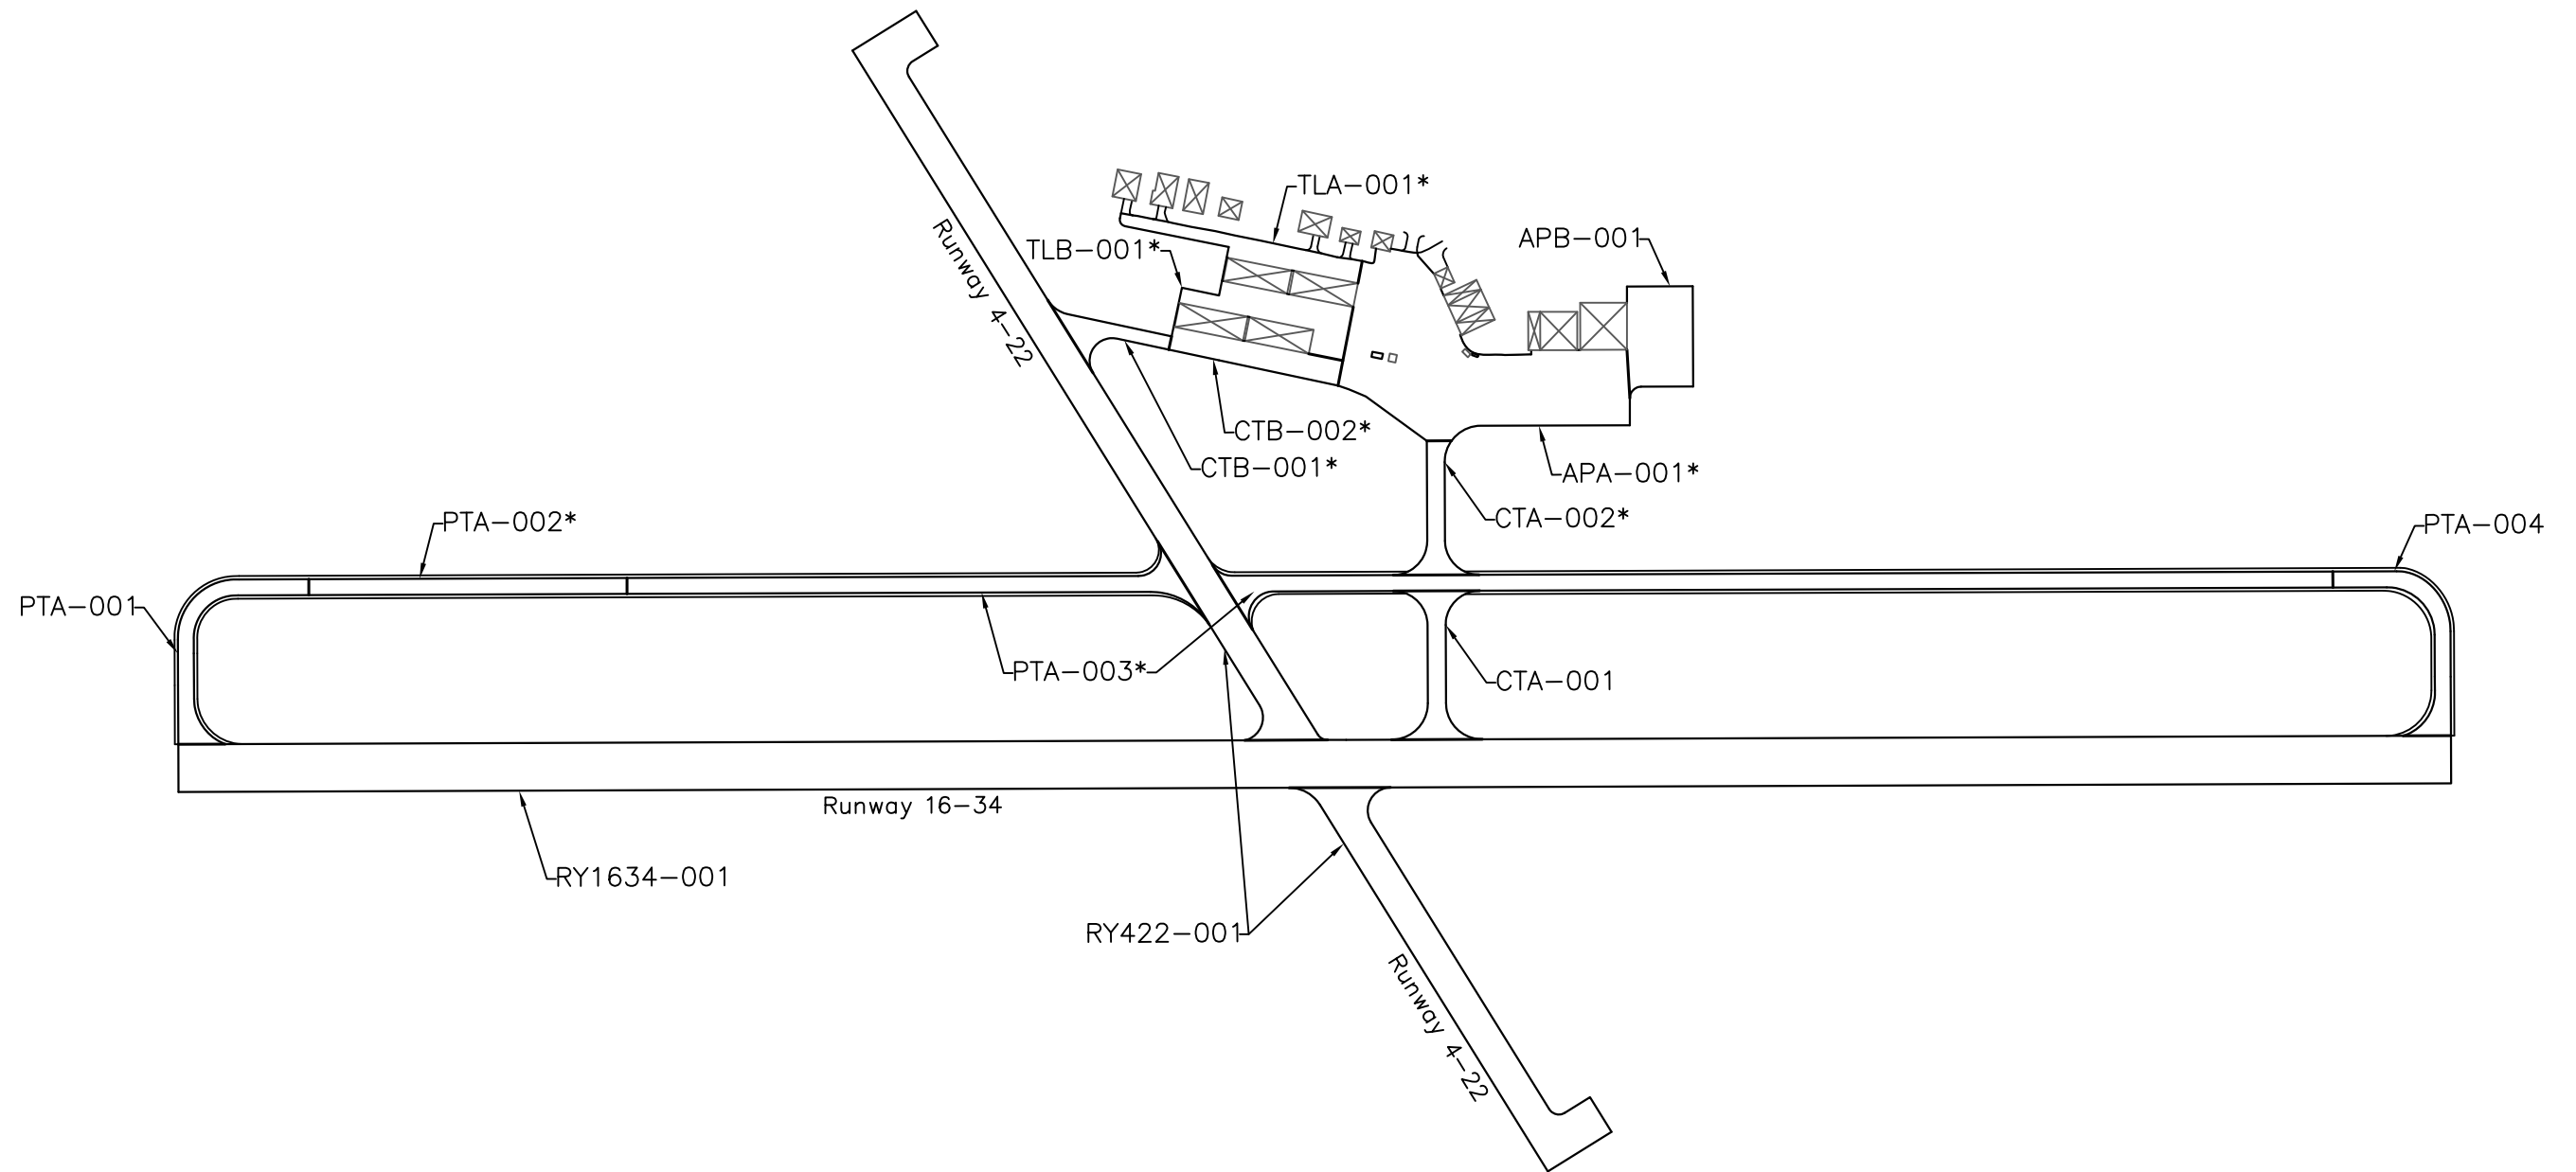 TLA-001*
APB-001
TLB-001*
Runway 4-22
CTB-002*
CTB-001*
APA-001*
CTA-002*
PTA-002*
PTA-004
PTA-001
PTA-003*
CTA-001
Runway 16-34
RY1634-001
RY422-001
Runway 4-22